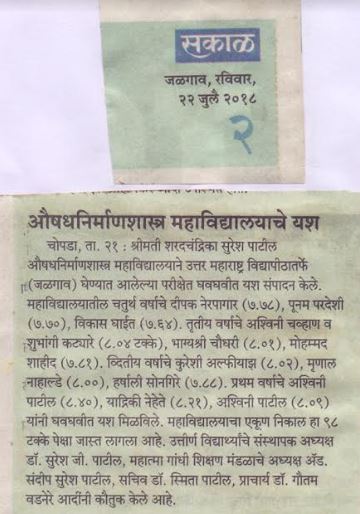 सकाळ
जळगाव, रविवार,
२२ जुलै २०१८
२
औषधनिर्माणशास्त्र महाविद्यालयाचे यश
चोपडा, ता. २१ : श्रीमती शरदचंद्रिका सुरेश पाटील
औषधनिर्माणशास्त्र महाविद्यालयाने उत्तर महाराष्ट्र विद्यापीठातर्फे
(जळगाव) घेण्यात आलेल्या परीक्षेत घवघवीत यश संपादन केले.
महाविद्यालयातील चतुर्थ वर्षाचे दीपक नेरपागार (७.७८), पूनम परदेशी
(७.७०), विकास घाईत (७.६४). तृतीय वर्षाचे अश्विनी चव्हाण व
शुभांगी कट्यारे (८.०४ टक्के), भाग्यश्री चौधरी (८.०१), मोहम्मद
शाहीद (७.८१). व्दितीय वर्षाचे कुरेशी अल्फीयाझ (८.०२), मृणाल
नाहाल्डे (८.००), हर्षाली सोनगिरे (७.८८). प्रथम वर्षाचे अश्विनी
पाटील (८.४०), याद्रिकी नेहेते (८.२१), अश्विनी पाटील (८.०९)
यांनी घवघवीत यश मिळविले. महाविद्यालयाचा एकूण निकाल हा ९८
टक्के पेक्षा जास्त लागला आहे. उत्तीर्ण विद्यार्थ्यांचे संस्थापक अध्यक्ष
डॉ. सुरेश जी. पाटील, महात्मा गांधी शिक्षण मंडळाचे अध्यक्ष ॲड.
संदीप सुरेश पाटील, सचिव डॉ. स्मिता पाटील, प्राचार्य डॉ. गौतम
वडनेरे आदींनी कौतुक केले आहे.